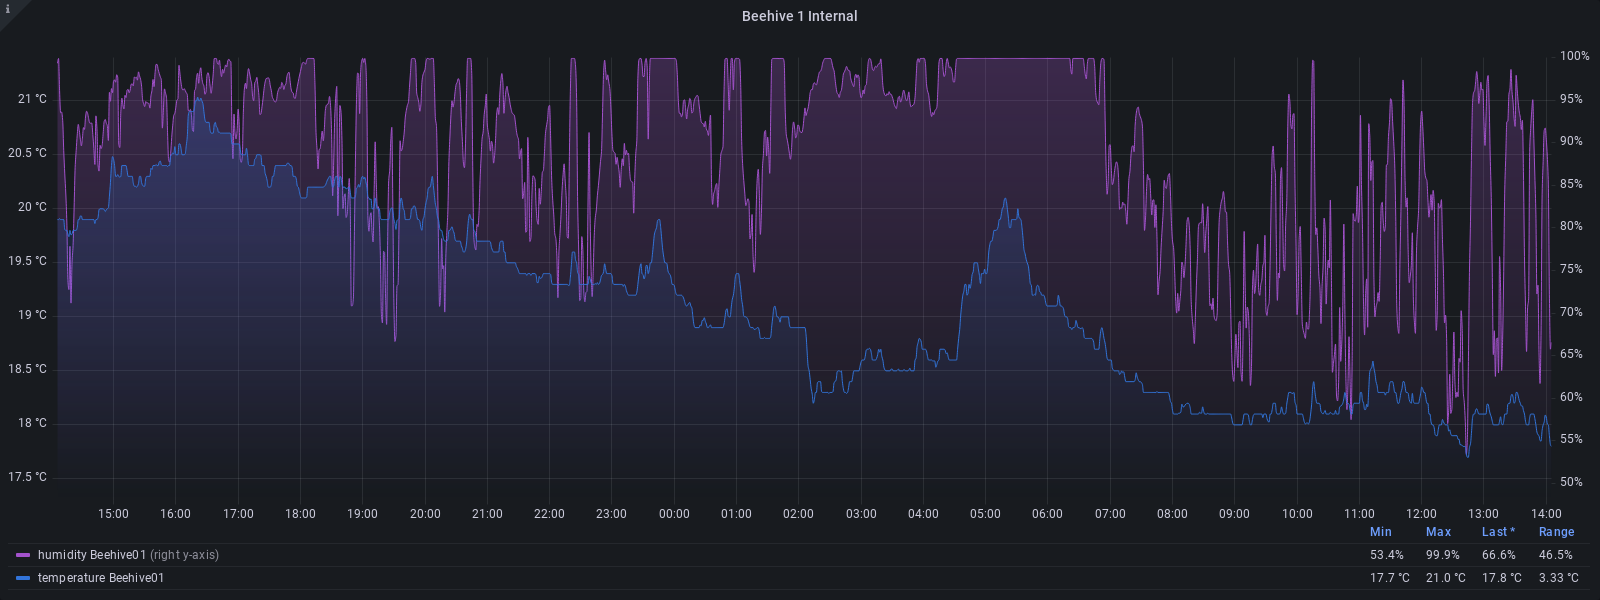 i
Beehive 1 Internal
100%
21 °C 95%
20.5 °C 90%
85%
20 °C 80%
19.5 °C 75%
19 °C 70%
18.5 °C 65%
60%
18 °C 55%
17.5 °C 50%
15:00 16:00 17:00 18:00 19:00 20:00 21:00 22:00 23:00 00:00 01:00 02:00 03:00 04:00 05:00 06:00 07:00 08:00 09:00 10:00 11:00 12:00 13:00 14:00
Min Max Last * Range
humidity Beehive01 (right y-axis) 53.4% 99.9% 66.6% 46.5%
temperature Beehive01 17.7 °C 21.0 °C 17.8 °C 3.33 °C